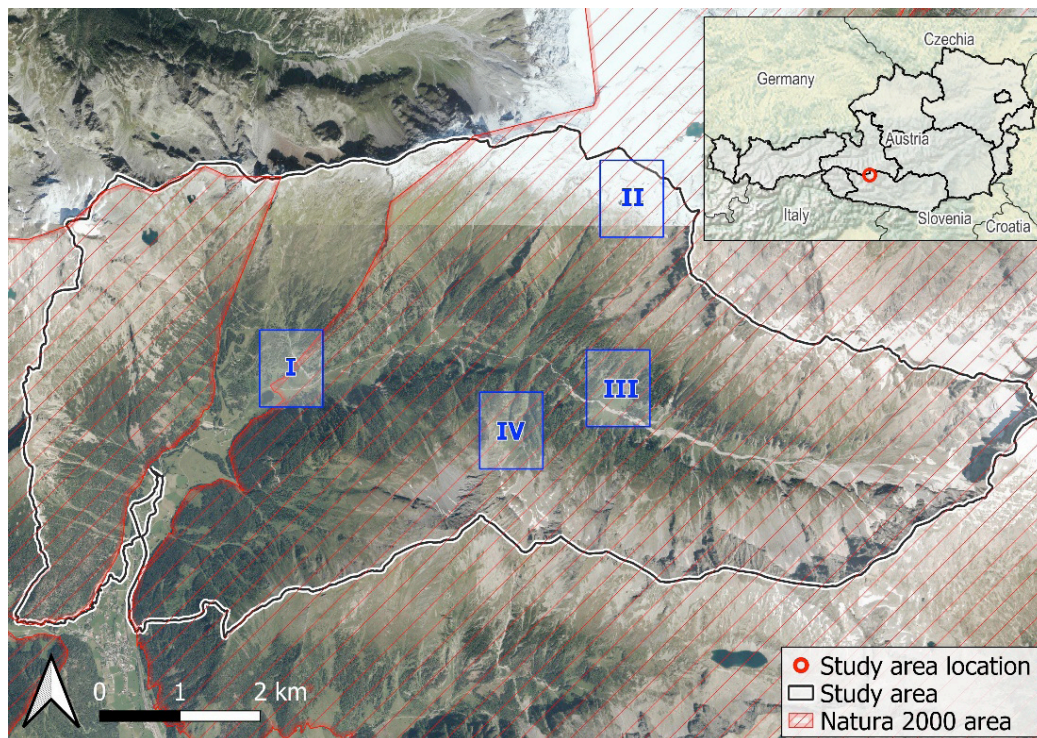 Czechia
Germany
Austria
Italy
Slovenia
Croatia
II
I
III
IV
0 1 2 km
Study area location
Study area
Natura 2000 area